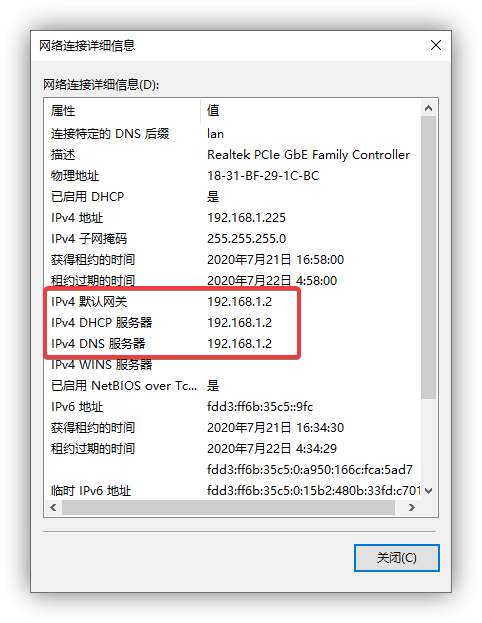 网络连接详细信息
网络连接详细信息(D):
属性 值
连接特定的 DNS 后缀 lan
描述 Realtek PCIe GbE Family Controller
物理地址 18-31-BF-29-1C-BC
已启用 DHCP 是
IPv4 地址 192.168.1.225
IPv4 子网掩码 255.255.255.0
获得租约的时间 2020年7月21日 16:58:00
租约过期的时间 2020年7月22日 4:58:00
IPv4 默认网关 192.168.1.2
IPv4 DHCP 服务器 192.168.1.2
IPv4 DNS 服务器 192.168.1.2
IPv4 WINS 服务器
已启用 NetBIOS over Tc... 是
IPv6 地址 fdd3:ff6b:35c5::9fc
获得租约的时间 2020年7月21日 16:34:30
租约过期的时间 2020年7月22日 4:34:29
fdd3:ff6b:35c5:0:a950:166c:fca:5ad7
临时 IPv6 地址 fdd3:ff6b:35c5:0:15b2:480b:33fd:c701
关闭(C)